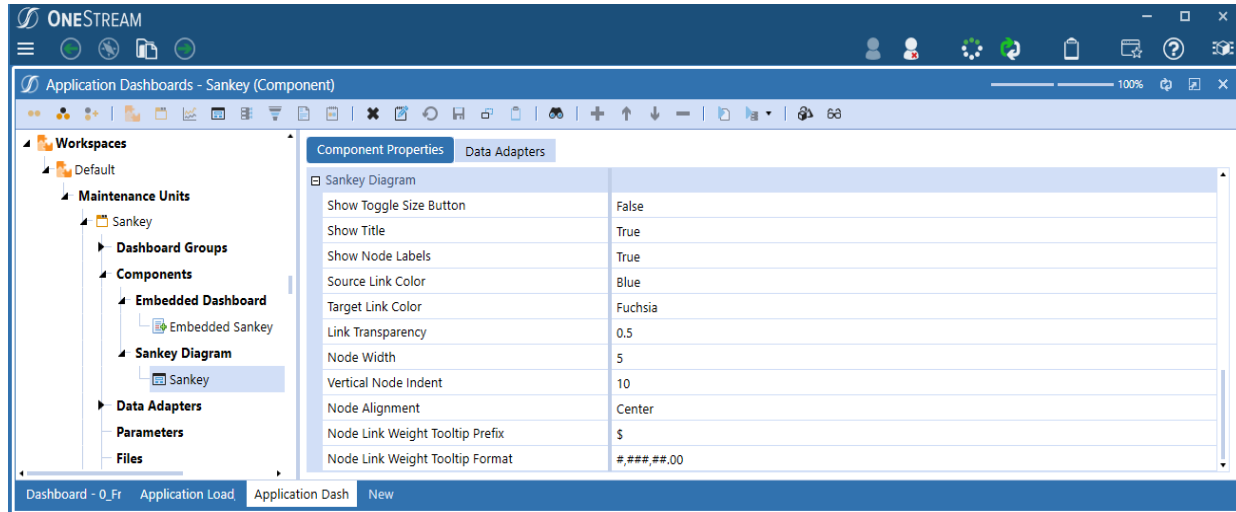 ONESTREAM
Application Dashboards - Sankey (Component)
100%
Workspaces
Default
Maintenance Units
Sankey
Dashboard Groups
Components
Embedded Dashboard
Embedded Sankey
Sankey Diagram
Sankey
Data Adapters
Parameters
Files
Component Properties Data Adapters
Sankey Diagram
Show Toggle Size Button False
Show Title True
Show Node Labels True
Source Link Color Blue
Target Link Color Fuchsia
Link Transparency 0.5
Node Width 5
Vertical Node Indent 10
Node Alignment Center
Node Link Weight Tooltip Prefix $
Node Link Weight Tooltip Format #,###,##.00
Dashboard - 0_Fr Application Load Application Dash New